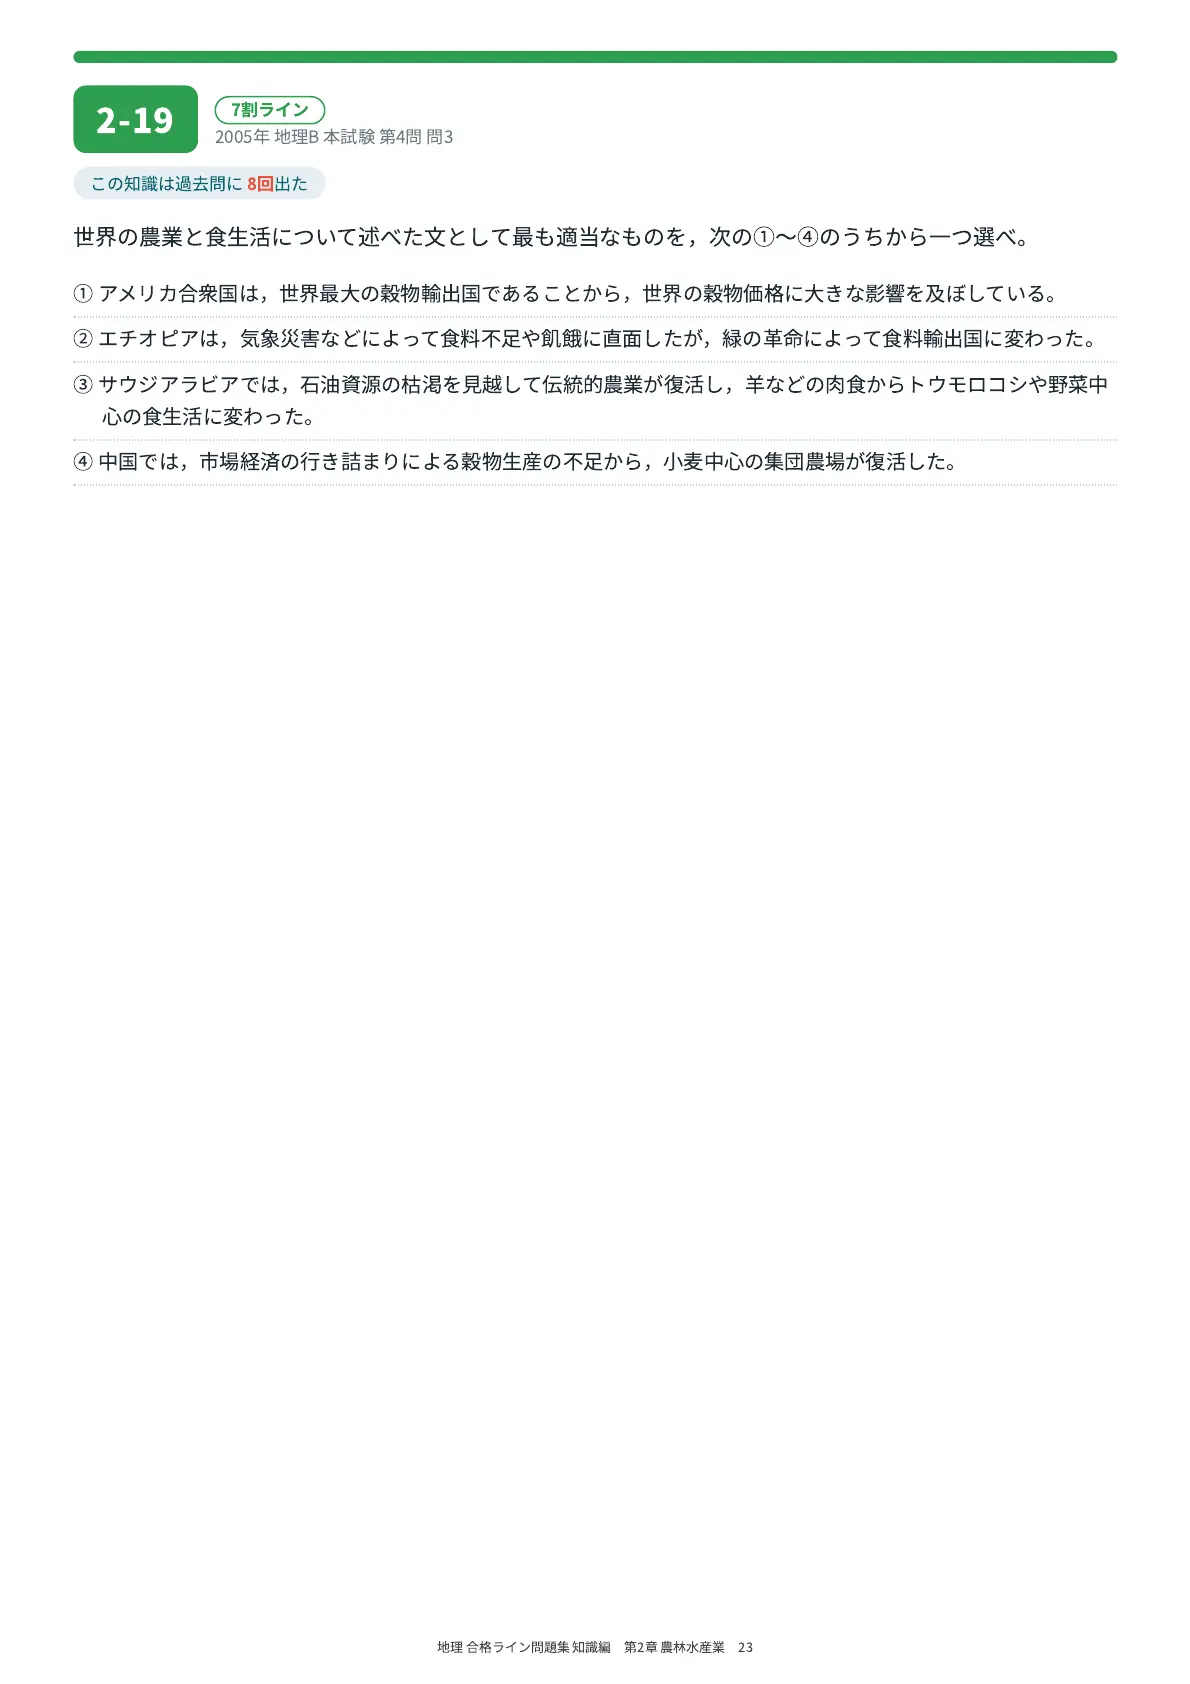 2-19
7割ライン
2005年 地理B 本試験 第4問 問3
この知識は過去問に 8回出た
世界の農業と食生活について述べた文として最も適当なものを，次の①～④のうちから一つ選べ。
① アメリカ合衆国は，世界最大の穀物輸出国であることから，世界の穀物価格に大きな影響を及ぼしている。
② エチオピアは，気象災害などによって食料不足や飢餓に直面したが，緑の革命によって食料輸出国に変わった。
③ サウジアラビアでは，石油資源の枯渇を見越して伝統的農業が復活し，羊などの肉食からトウモロコシや野菜中
心の食生活に変わった。
④ 中国では，市場経済の行き詰まりによる穀物生産の不足から，小麦中心の集団農場が復活した。
地理 合格ライン問題集 知識編　第2章 農林水産業　23